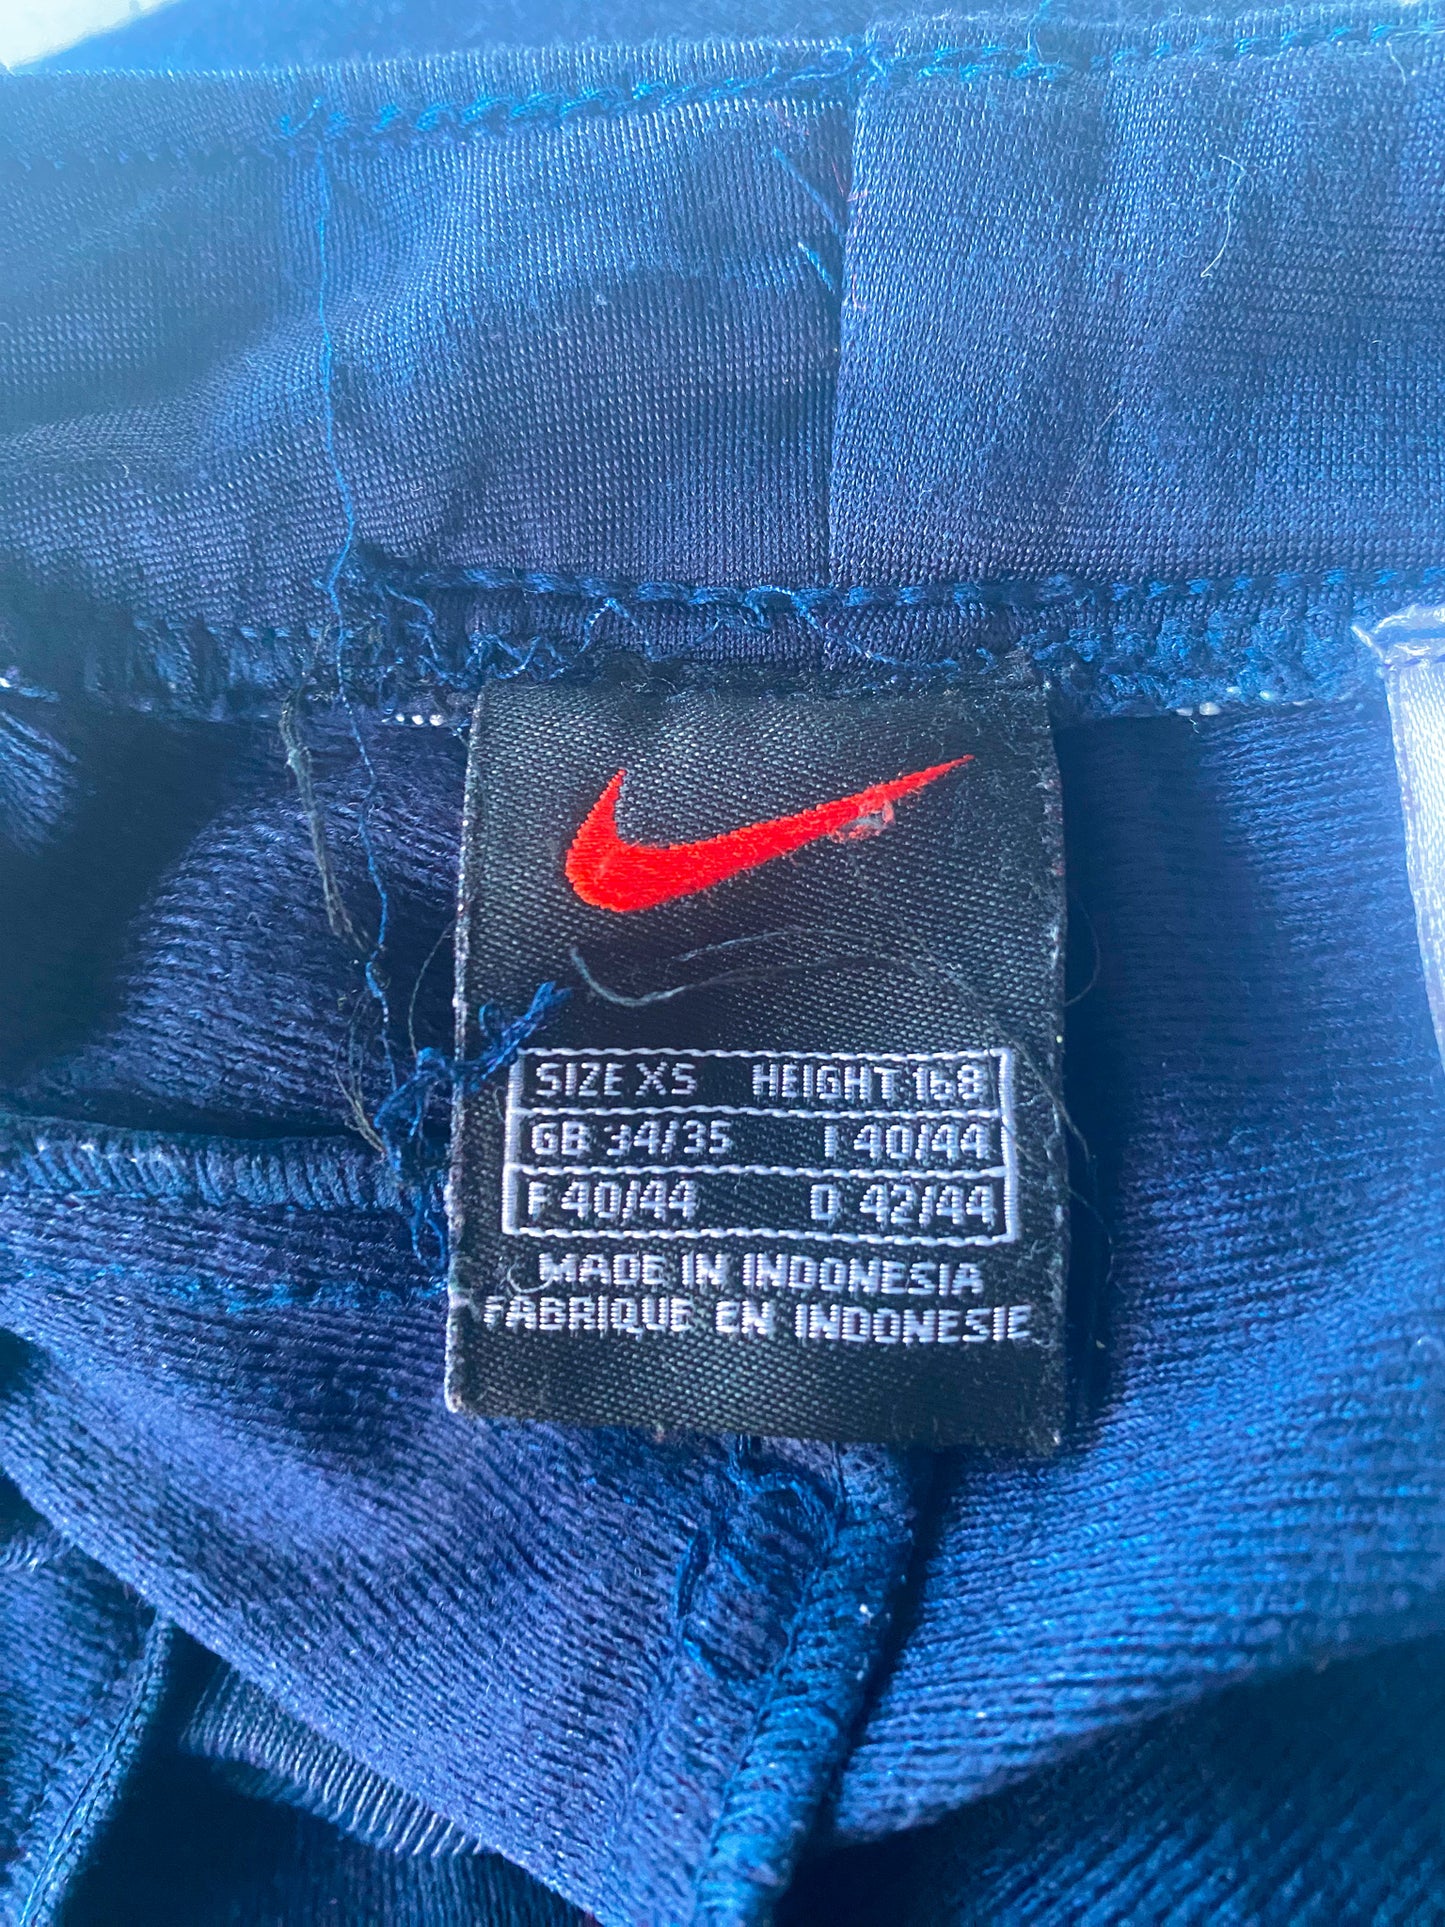 SIZE XS HEIGHT 168
GB 34/35 I 40/44
F 40/44 D 42/44
MADE IN INDONESIA
FABRIQUE EN INDONESIE